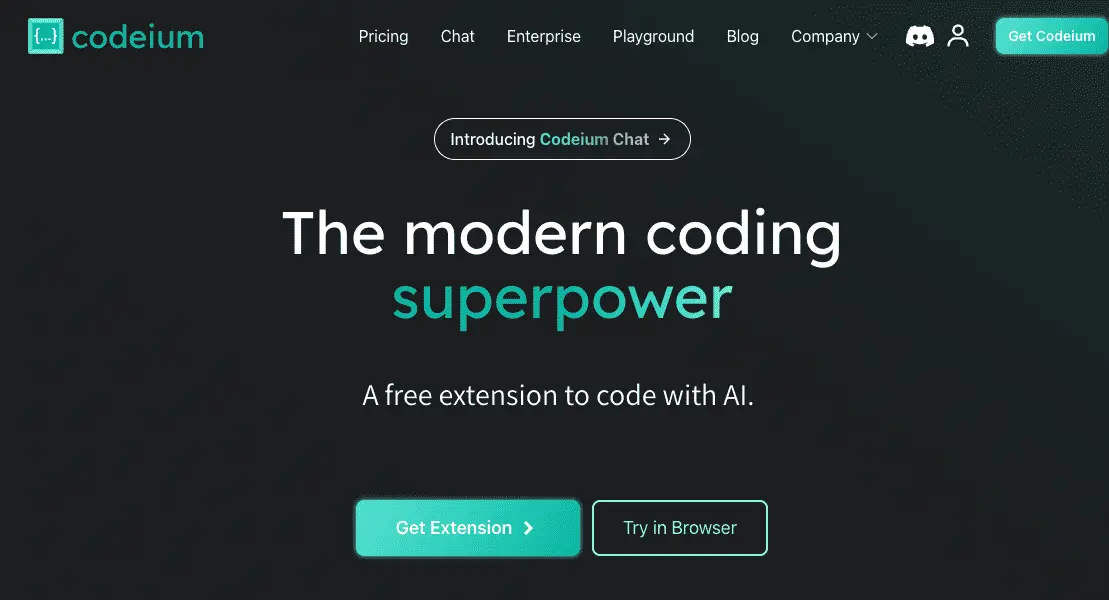 {...} codeium
Pricing Chat Enterprise Playground Blog Company Get Codeium
Introducing Codeium Chat →
The modern coding
superpower
A free extension to code with AI.
Get Extension Try in Browser